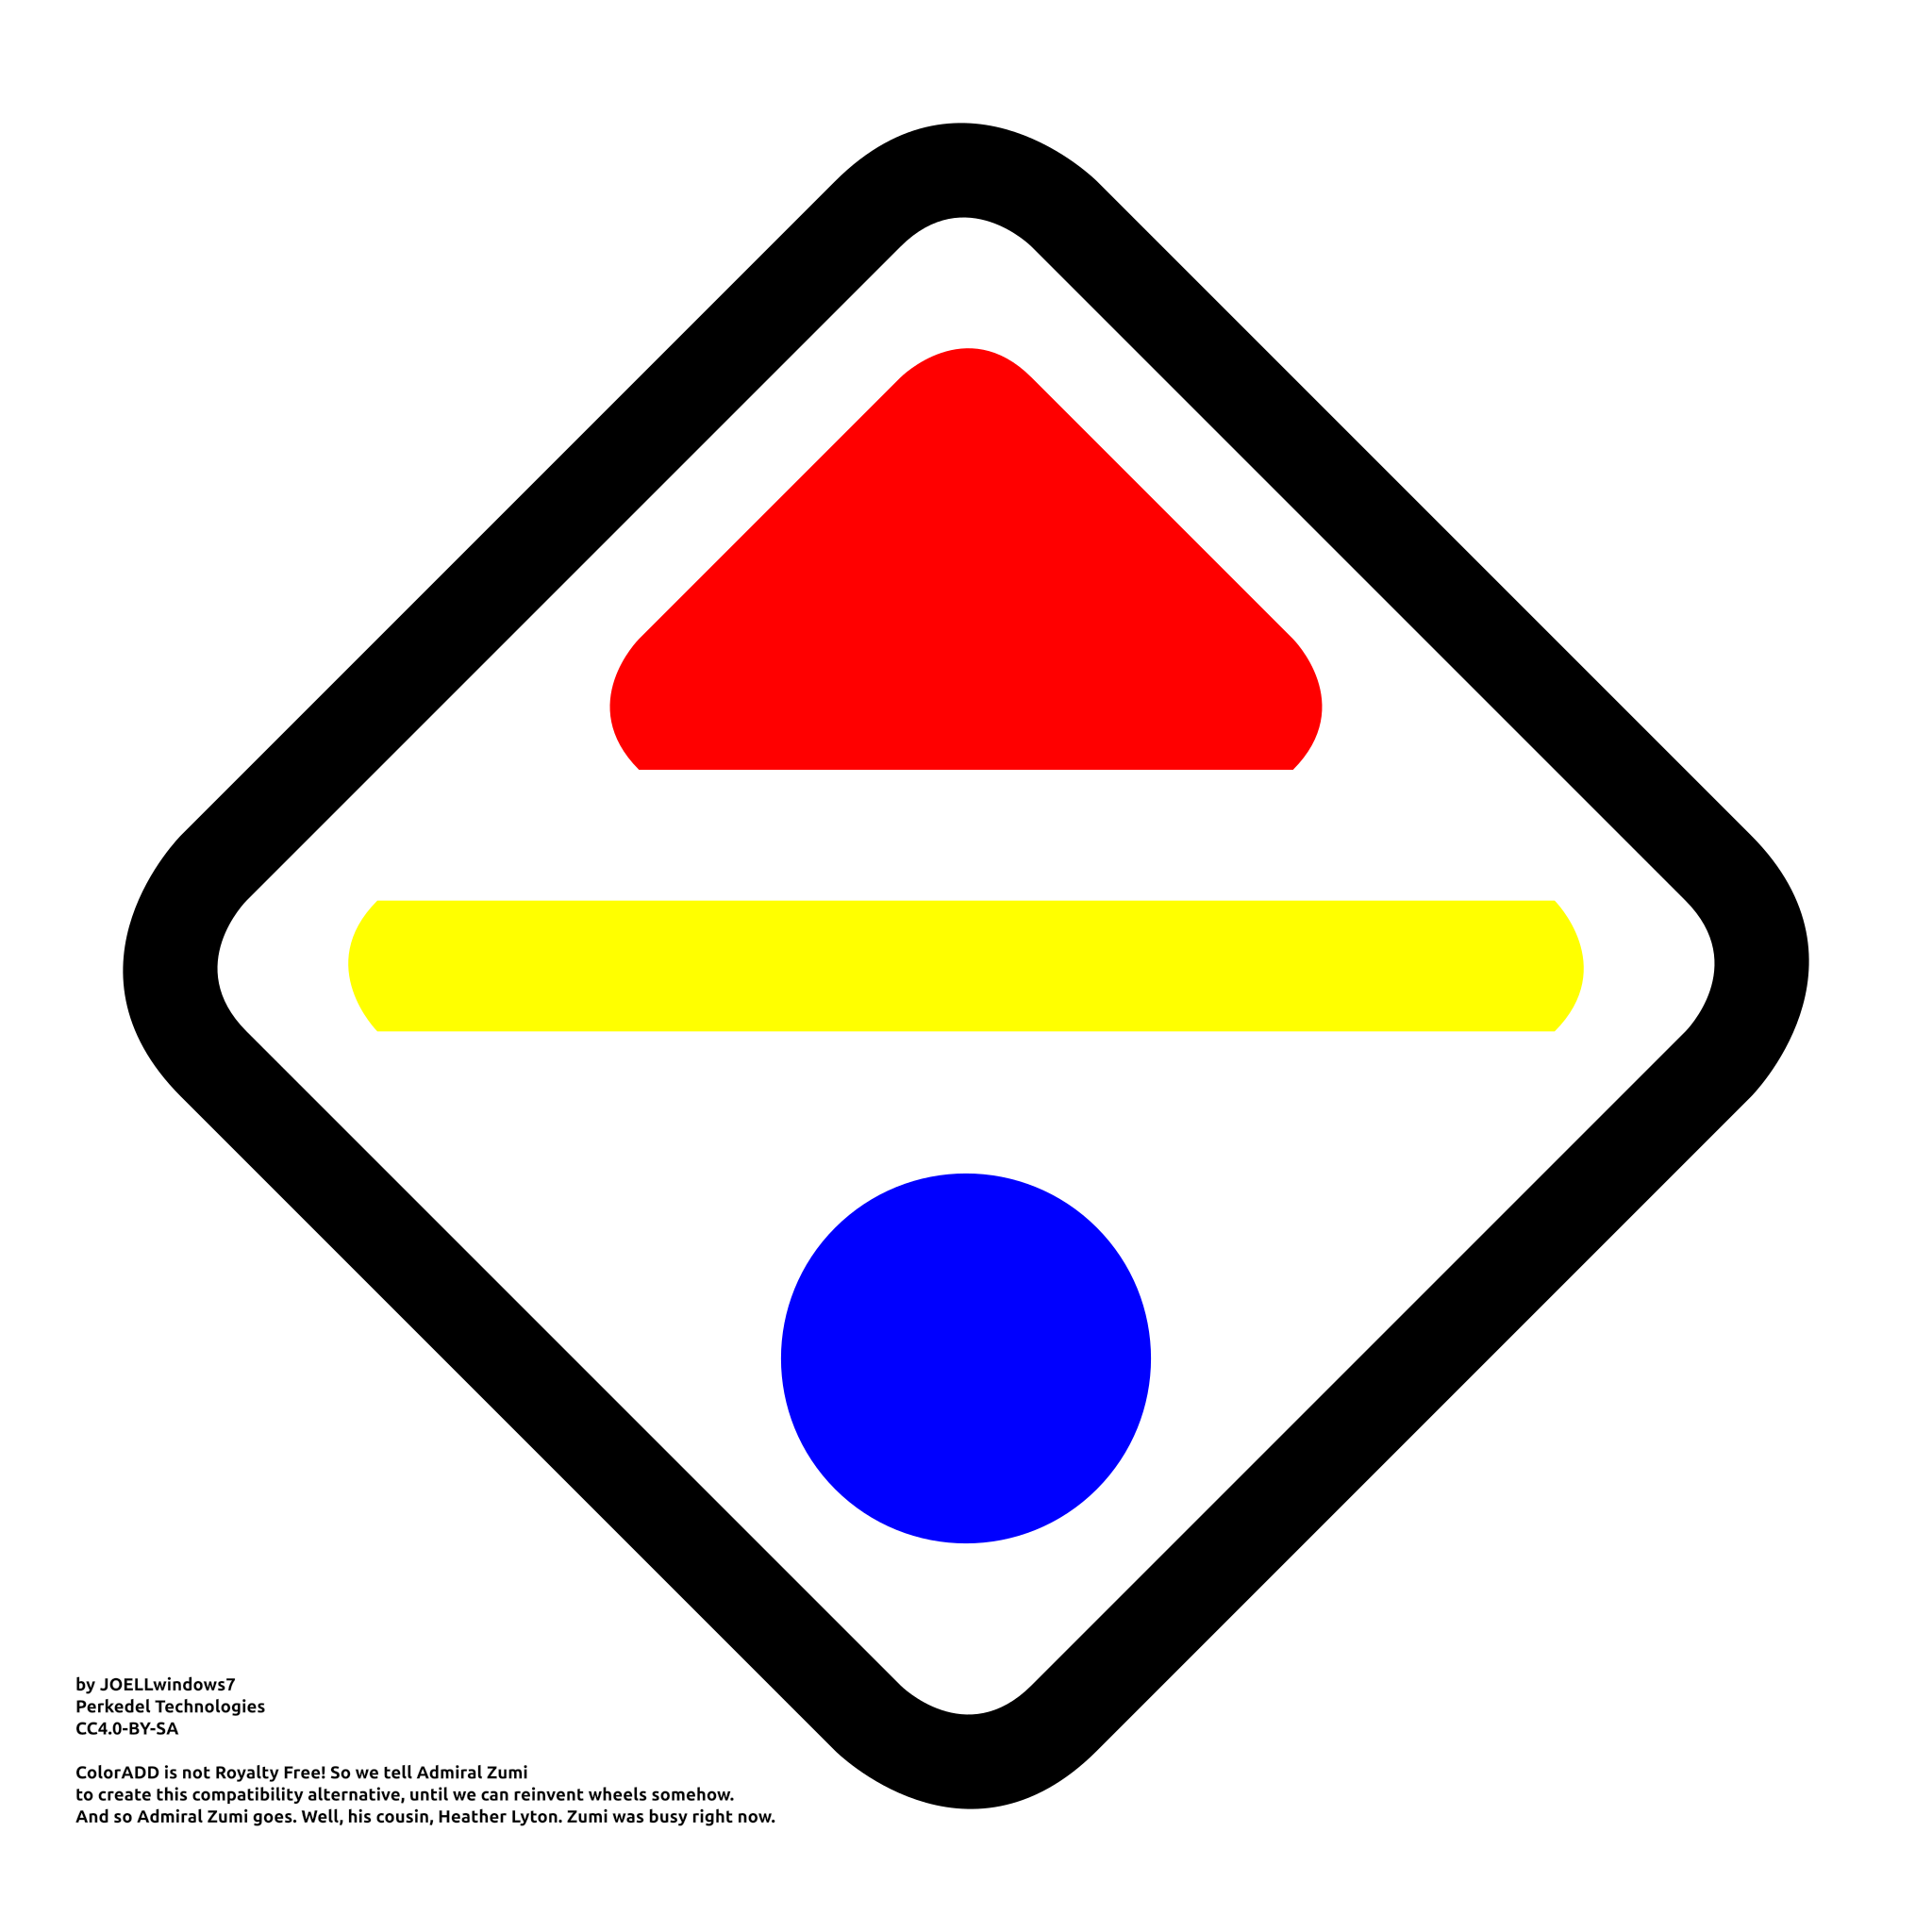 by JOELLwindows7
Perkedel Technologies
CC4.0-BY-SA
ColorADD is not Royalty Free! So we tell Admiral Zumi
to create this compatibility alternative, until we can reinvent wheels somehow.
And so Admiral Zumi goes. Well, his cousin, Heather Lyton. Zumi was busy right now.